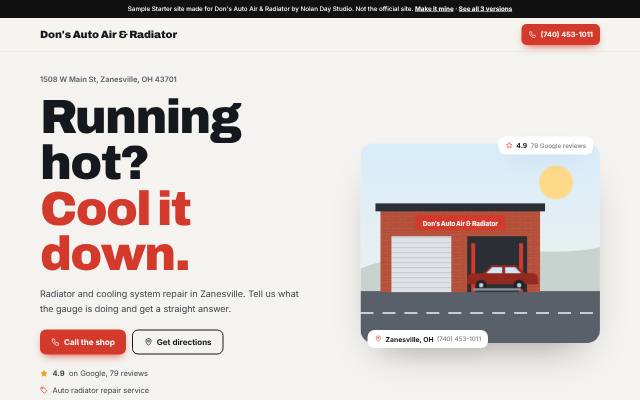 Sample Starter site made for Don's Auto Air & Radiator by Nolan Day Studio. Not the official site. Make it mine · See all 3 versions
Don's Auto Air & Radiator
(740) 453-1011
1508 W Main St, Zanesville, OH 43701
Running
hot?
Cool it
down.
Radiator and cooling system repair in Zanesville. Tell us what
the gauge is doing and get a straight answer.
Call the shop
Get directions
4.9 on Google, 79 reviews
Auto radiator repair service
4.9 79 Google reviews
Don's Auto Air & Radiator
Zanesville, OH (740) 453-1011